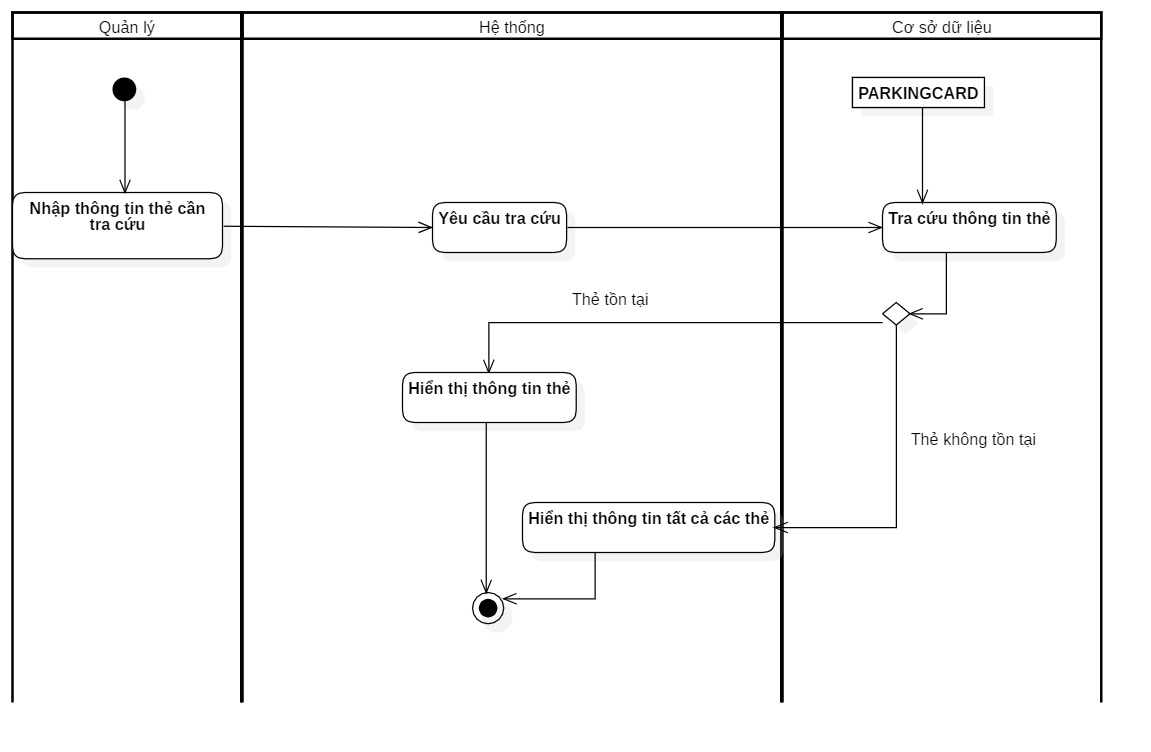 Quản lý
Hệ thống
Cơ sở dữ liệu
PARKINGCARD
Nhập thông tin thẻ cần
tra cứu
Yêu cầu tra cứu
Tra cứu thông tin thẻ
Thẻ tồn tại
Hiển thị thông tin thẻ
Thẻ không tồn tại
Hiển thị thông tin tất cả các thẻ